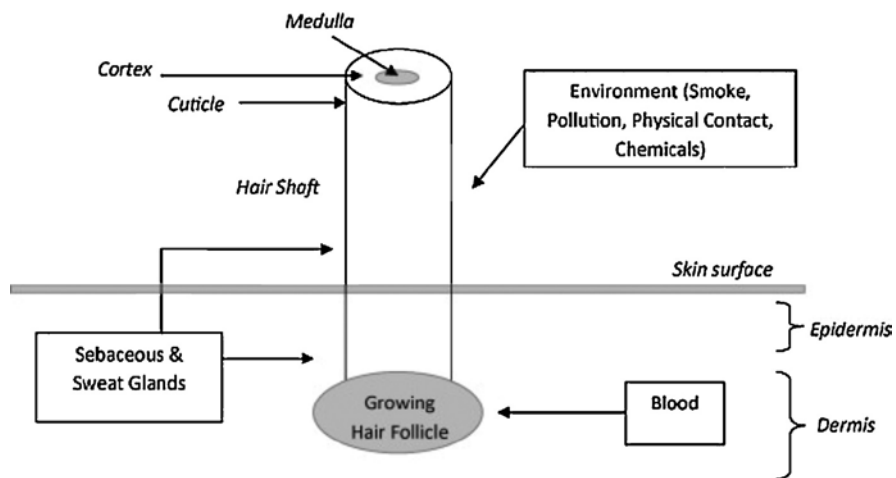 Medulla
Cortex
Cuticle
Environment (Smoke,
Pollution, Physical Contact,
Chemicals)
Hair Shaft
Skin surface
Epidermis
Sebaceous &
Sweat Glands
Growing
Hair Follicle
Blood
Dermis